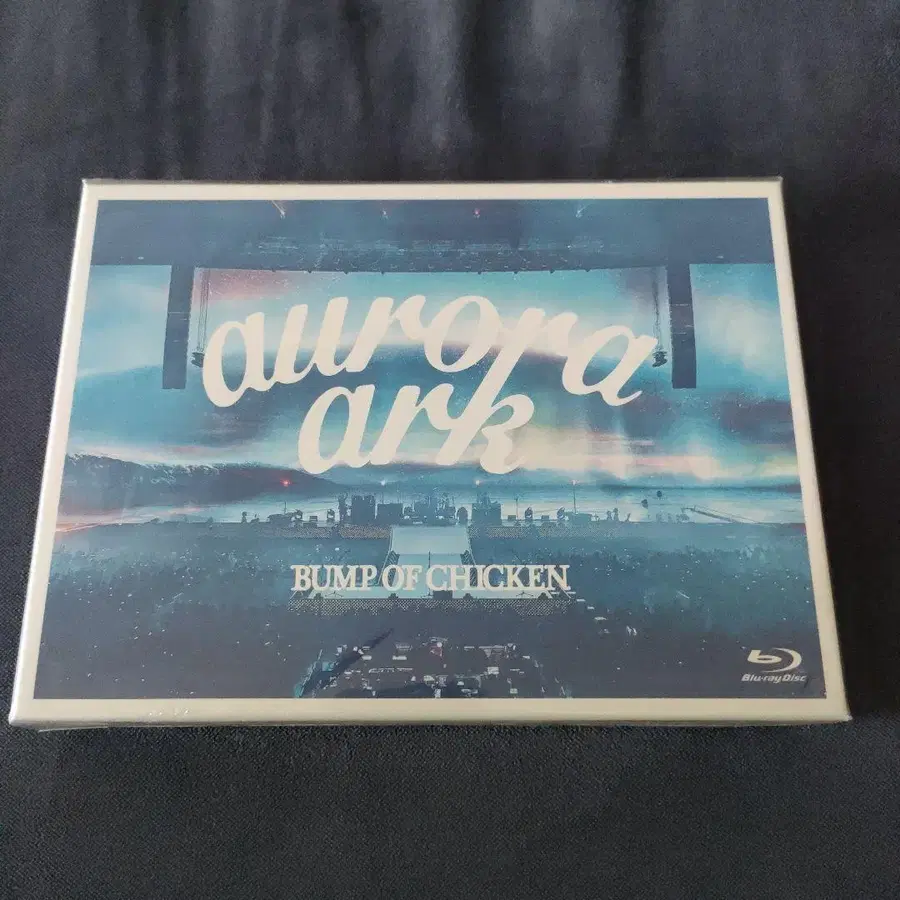 aurora
ark
BUMP OF CHICKEN
Blu-ray Disc